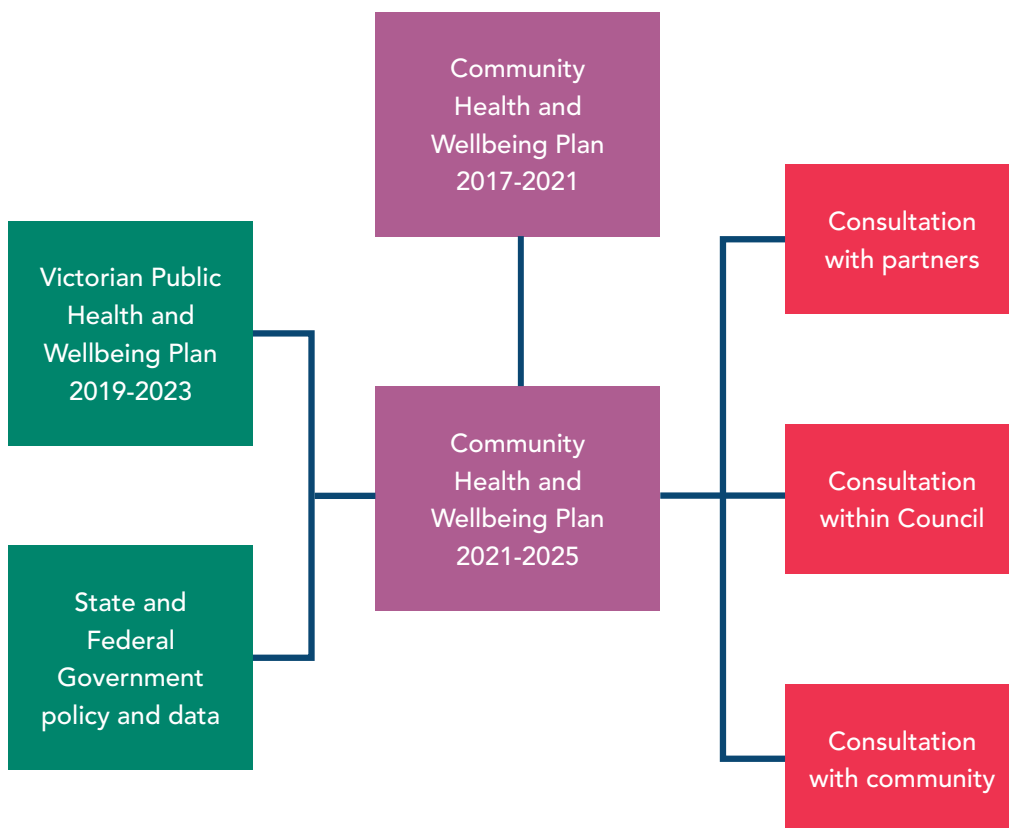 Community
Health and
Wellbeing Plan
2017-2021
Victorian Public
Health and
Wellbeing Plan
2019-2023
State and
Federal
Government
policy and data
Community
Health and
Wellbeing Plan
2021-2025
Consultation
with partners
Consultation
within Council
Consultation
with community